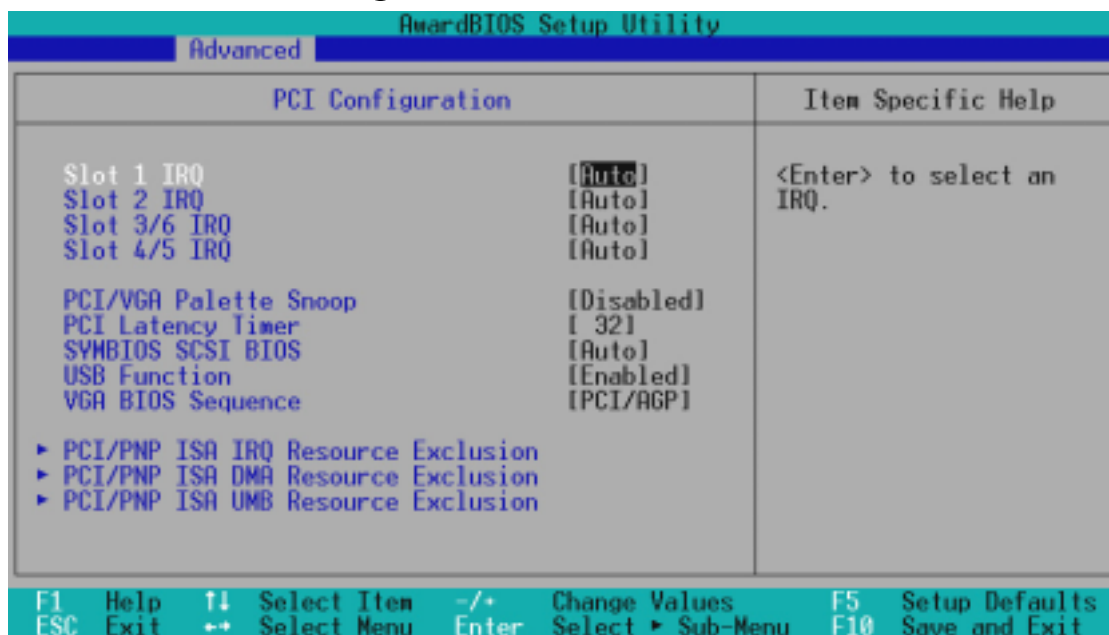 AwardBIOS Setup Utility
Advanced
PCI Configuration
Item Specific Help
Slot 1 IRQ [Auto]
Slot 2 IRQ [Auto]
Slot 3/6 IRQ [Auto]
Slot 4/5 IRQ [Auto]
PCI/VGA Palette Snoop [Disabled]
PCI Latency Timer [ 32]
SYMBIOS SCSI BIOS [Auto]
USB Function [Enabled]
VGA BIOS Sequence [PCI/AGP]
► PCI/PNP ISA IRQ Resource Exclusion
► PCI/PNP ISA DMA Resource Exclusion
► PCI/PNP ISA UMB Resource Exclusion
<Enter> to select an
IRQ.
F1 Help ↑↓ Select Item -/+ Change Values F5 Setup Defaults
ESC Exit ←→ Select Menu Enter Select ► Sub-Menu F10 Save and Exit